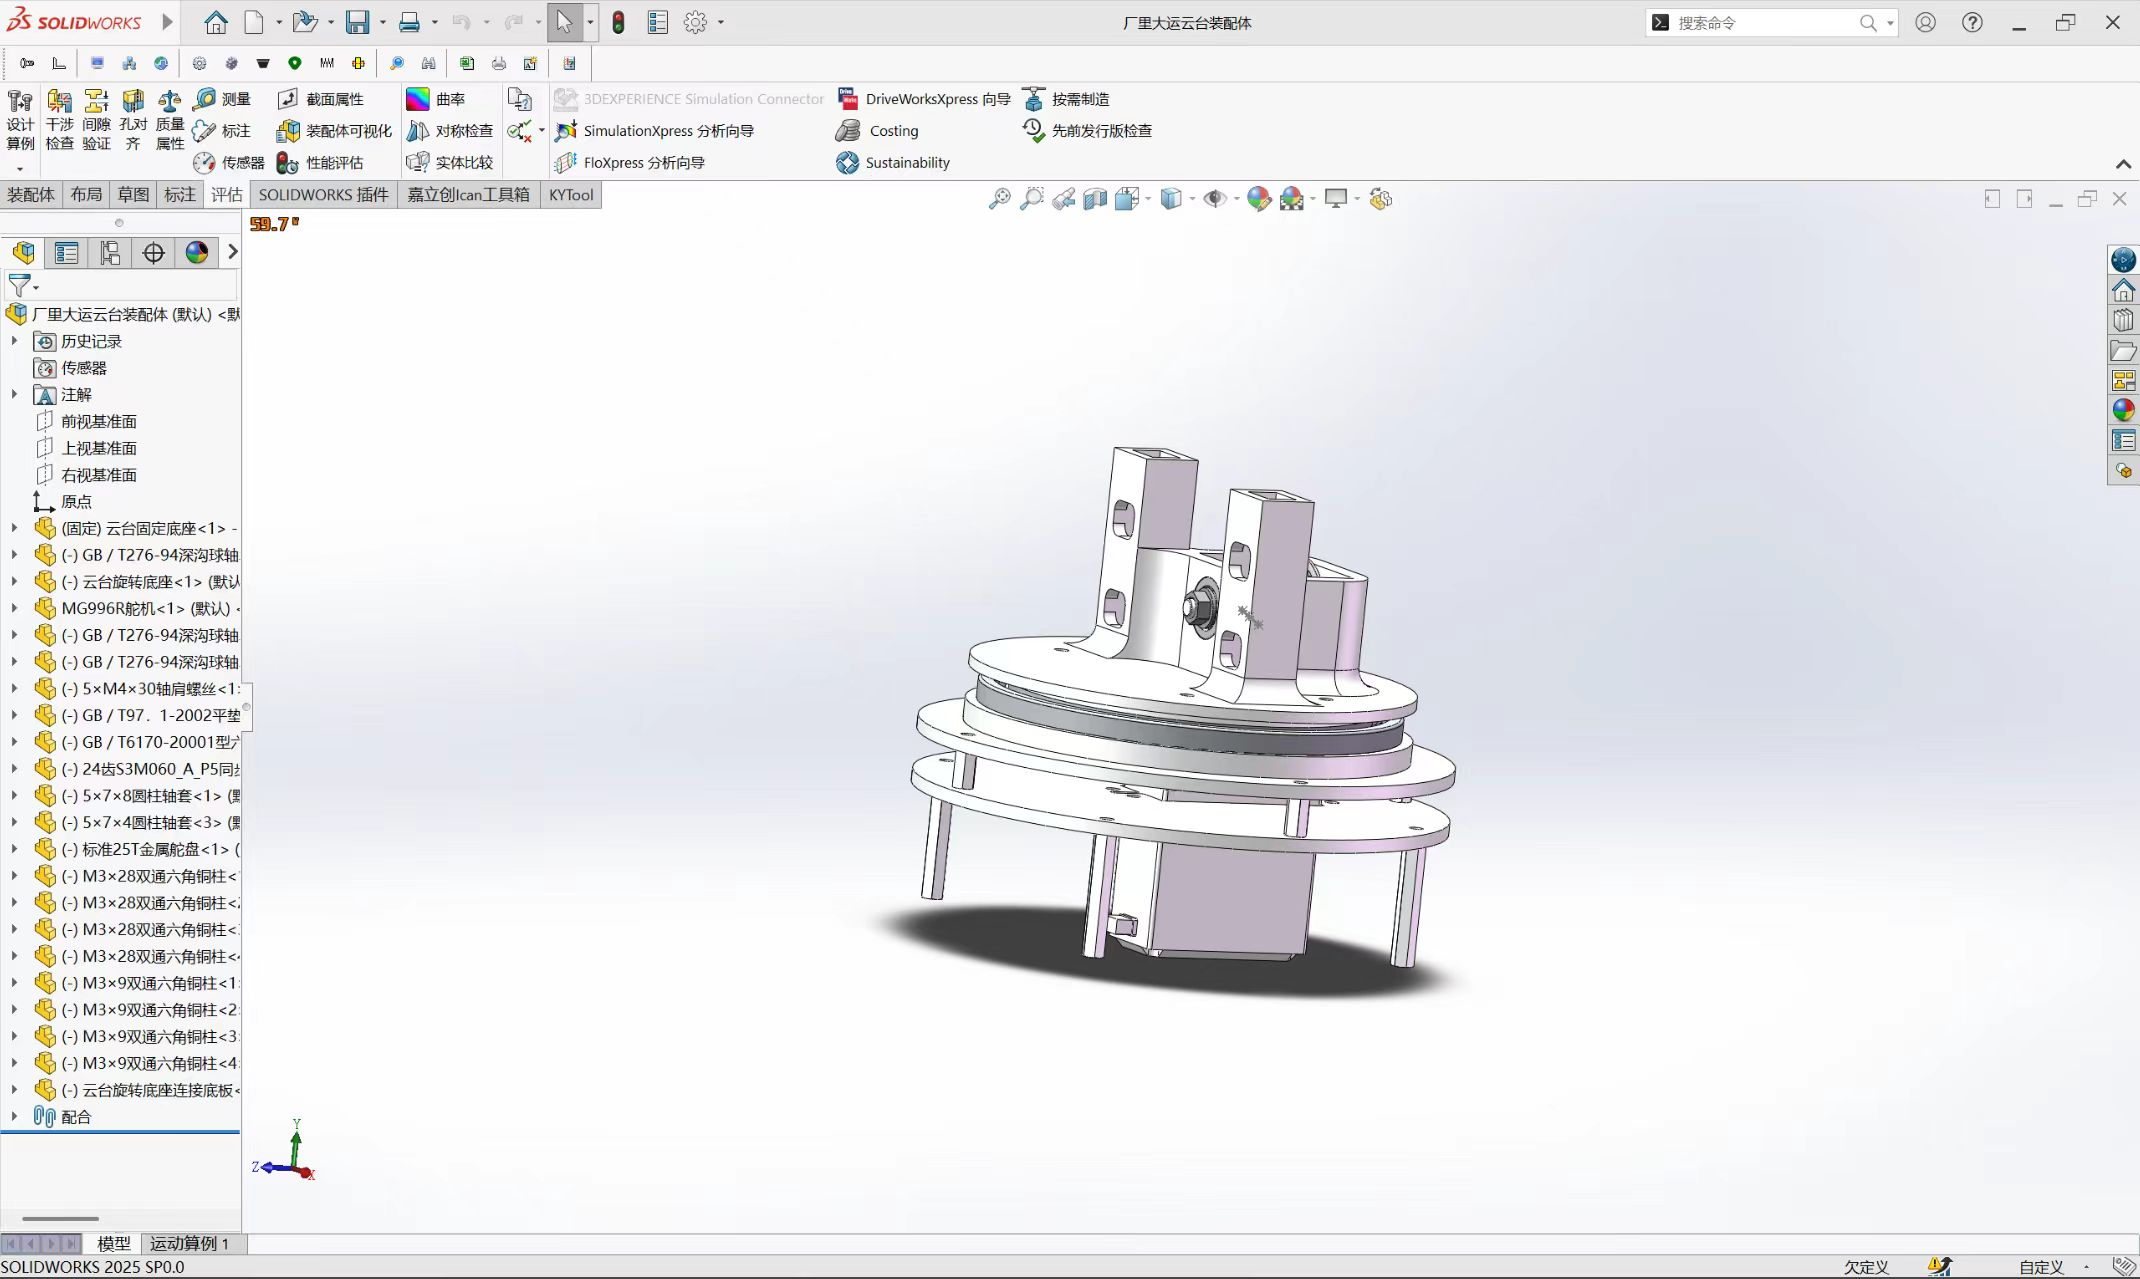 SOLIDWORKS
厂里大运云台装配体
搜索命令
设计算例
干涉检查
间隙验证
孔对齐
质量属性
测量
标注
传感器
截面属性
装配体可视化
性能评估
曲率
对称检查
实体比较
3DEXPERIENCE Simulation Connector
SimulationXpress 分析向导
FloXpress 分析向导
DriveWorksXpress 向导
Costing
Sustainability
按需制造
先前发行版检查
装配体 布局 草图 标注 评估 SOLIDWORKS 插件 嘉立创Ican工具箱 KYTool
59.7"
厂里大运云台装配体 (默认) <默
历史记录
传感器
注解
前视基准面
上视基准面
右视基准面
原点
(固定) 云台固定底座<1> -
(-) GB / T276-94深沟球轴
(-) 云台旋转底座<1> (默认
MG996R舵机<1> (默认) <
(-) GB / T276-94深沟球轴
(-) GB / T276-94深沟球轴
(-) 5×M4×30轴肩螺丝<1>
(-) GB / T97．1-2002平垫
(-) GB / T6170-20001型六
(-) 24齿S3M060_A_P5同步
(-) 5×7×8圆柱轴套<1> (默
(-) 5×7×4圆柱轴套<3> (默
(-) 标准25T金属舵盘<1> (
(-) M3×28双通六角铜柱<
(-) M3×28双通六角铜柱<2
(-) M3×28双通六角铜柱<
(-) M3×28双通六角铜柱<
(-) M3×9双通六角铜柱<1
(-) M3×9双通六角铜柱<2
(-) M3×9双通六角铜柱<3
(-) M3×9双通六角铜柱<4
(-) 云台旋转底座连接底板<
配合
Y
Z
X
模型 运动算例 1
SOLIDWORKS 2025 SP0.0
欠定义
自定义